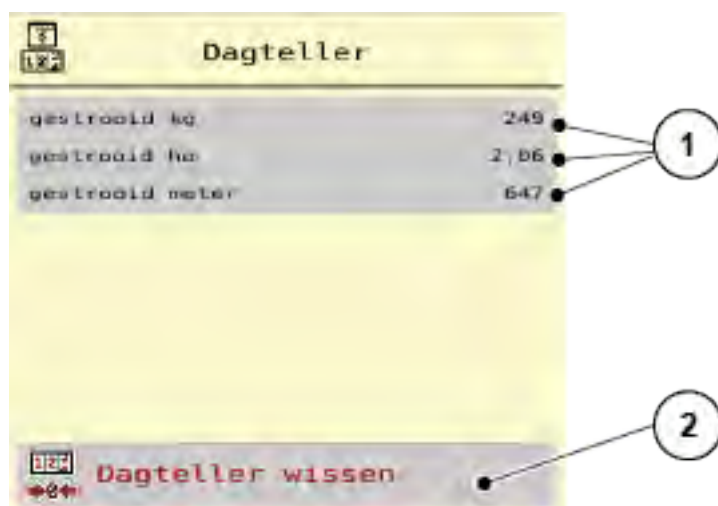 Dagteller
gestrooid kg 249
gestrooid ha 2,06
gestrooid meter 647
1
Dagteller wissen
2